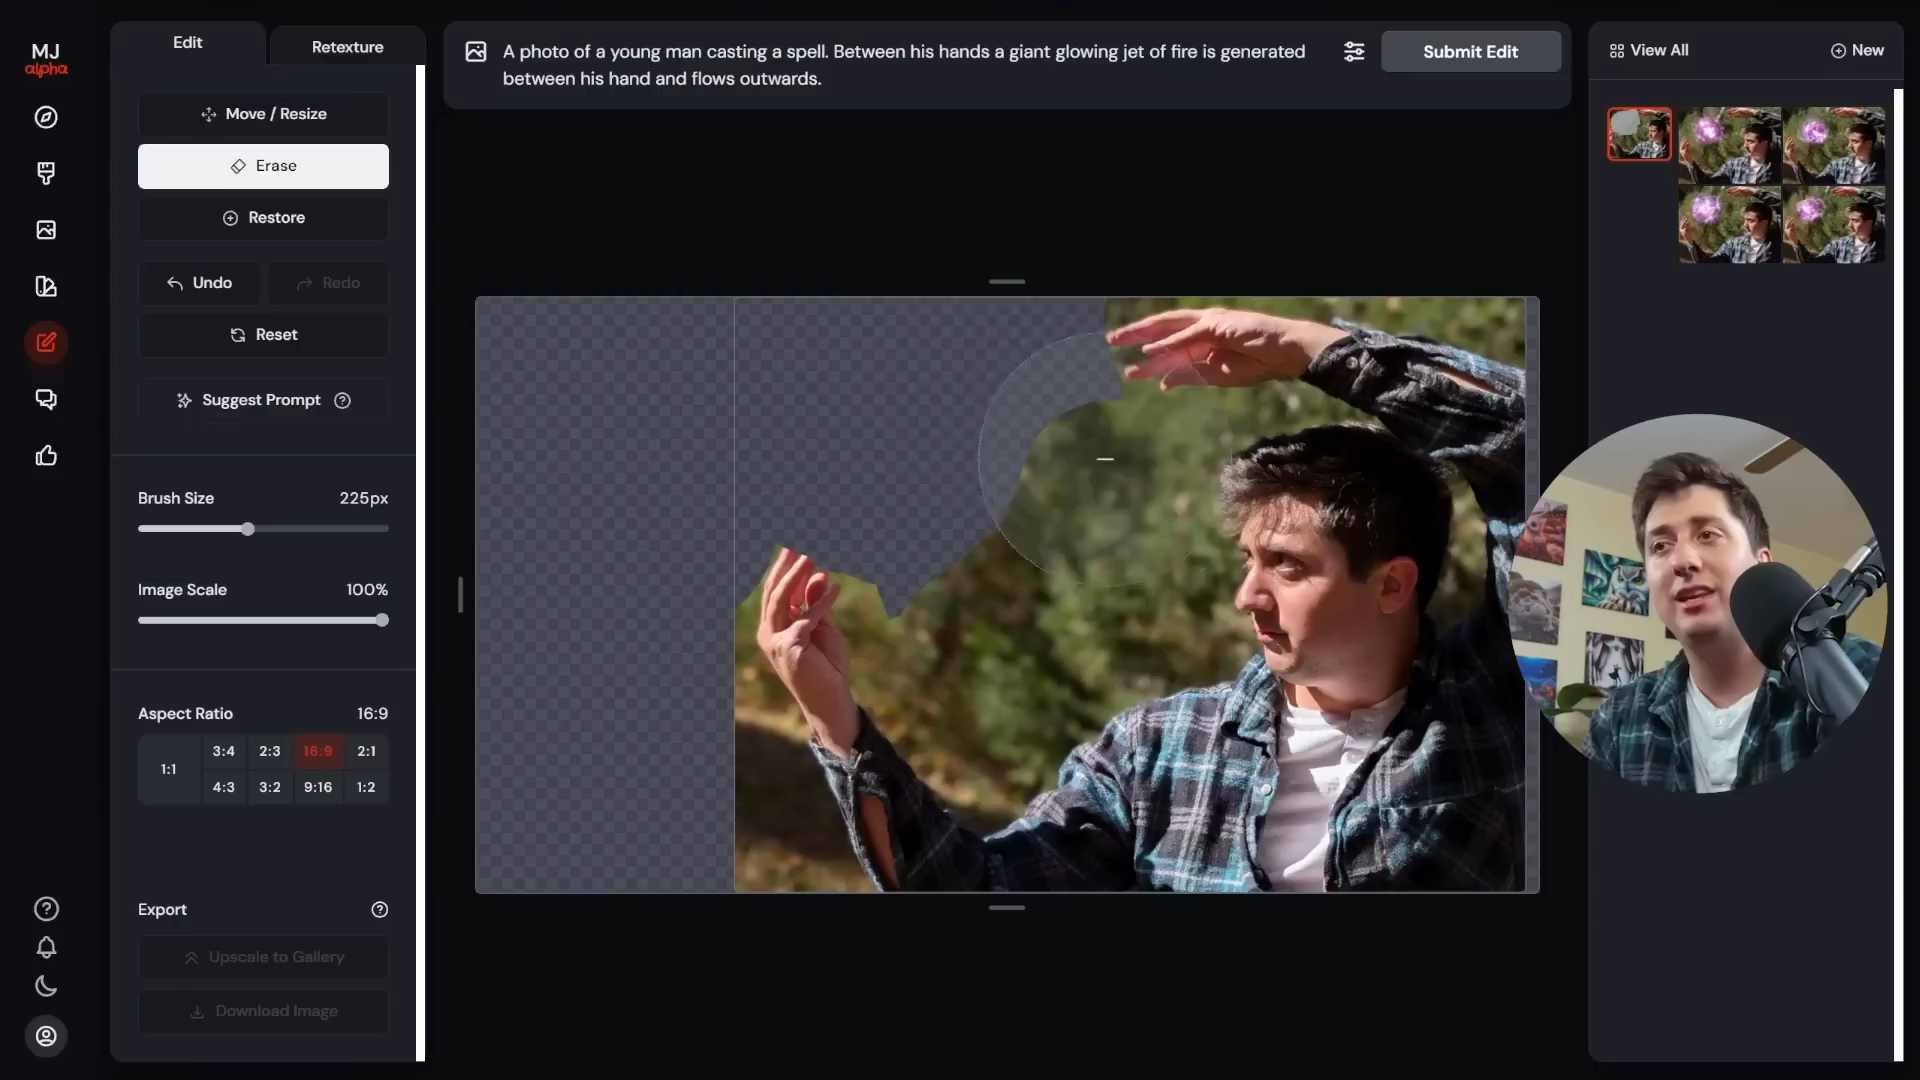 MJ
alpha
Edit
Retexture
A photo of a young man casting a spell. Between his hands a giant glowing jet of fire is generated
between his hand and flows outwards.
Submit Edit
View All
New
Move / Resize
Erase
Restore
Undo
Redo
Reset
Suggest Prompt
Brush Size
225px
Image Scale
100%
Aspect Ratio
16:9
1:1
3:4
2:3
16:9
2:1
4:3
3:2
9:16
1:2
Export
Upscale to Gallery
Download Image